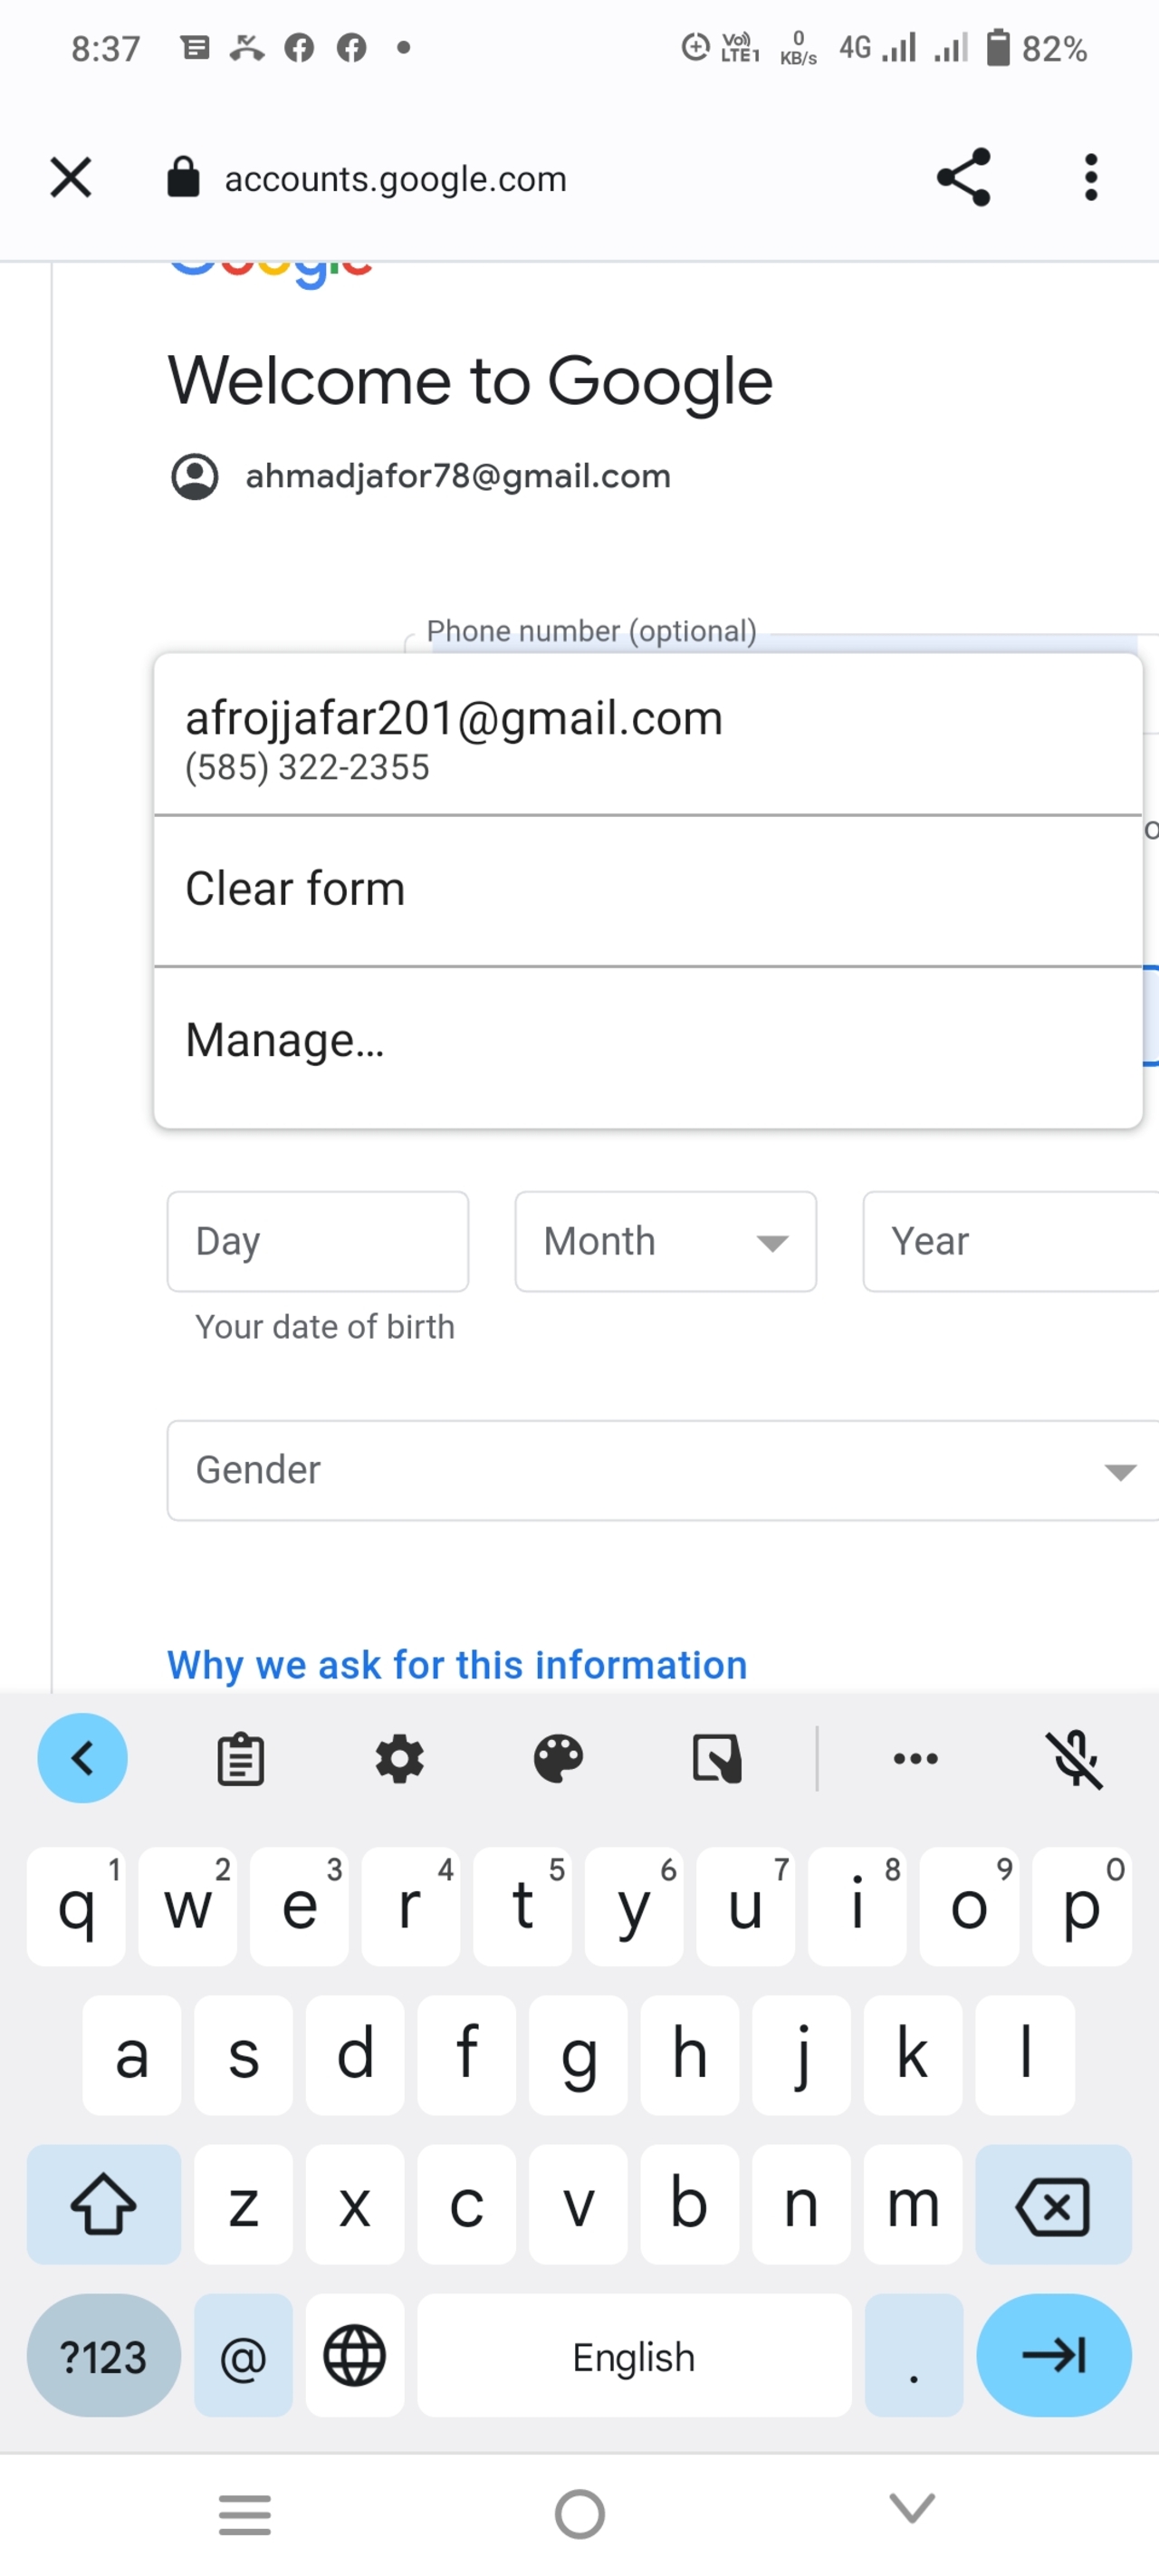 8:37 Vo) LTE1 0 KB/s 4G 82%
accounts.google.com
Google
Welcome to Google
ahmadjafor78@gmail.com
Phone number (optional)
afrojjafar201@gmail.com
(585) 322-2355
Clear form
Manage...
Day Month Year
Your date of birth
Gender
Why we ask for this information
q 1 w 2 e 3 r 4 t 5 y 6 u 7 i 8 o 9 p 0
a s d f g h j k l
z x c v b n m
?123 @ English .